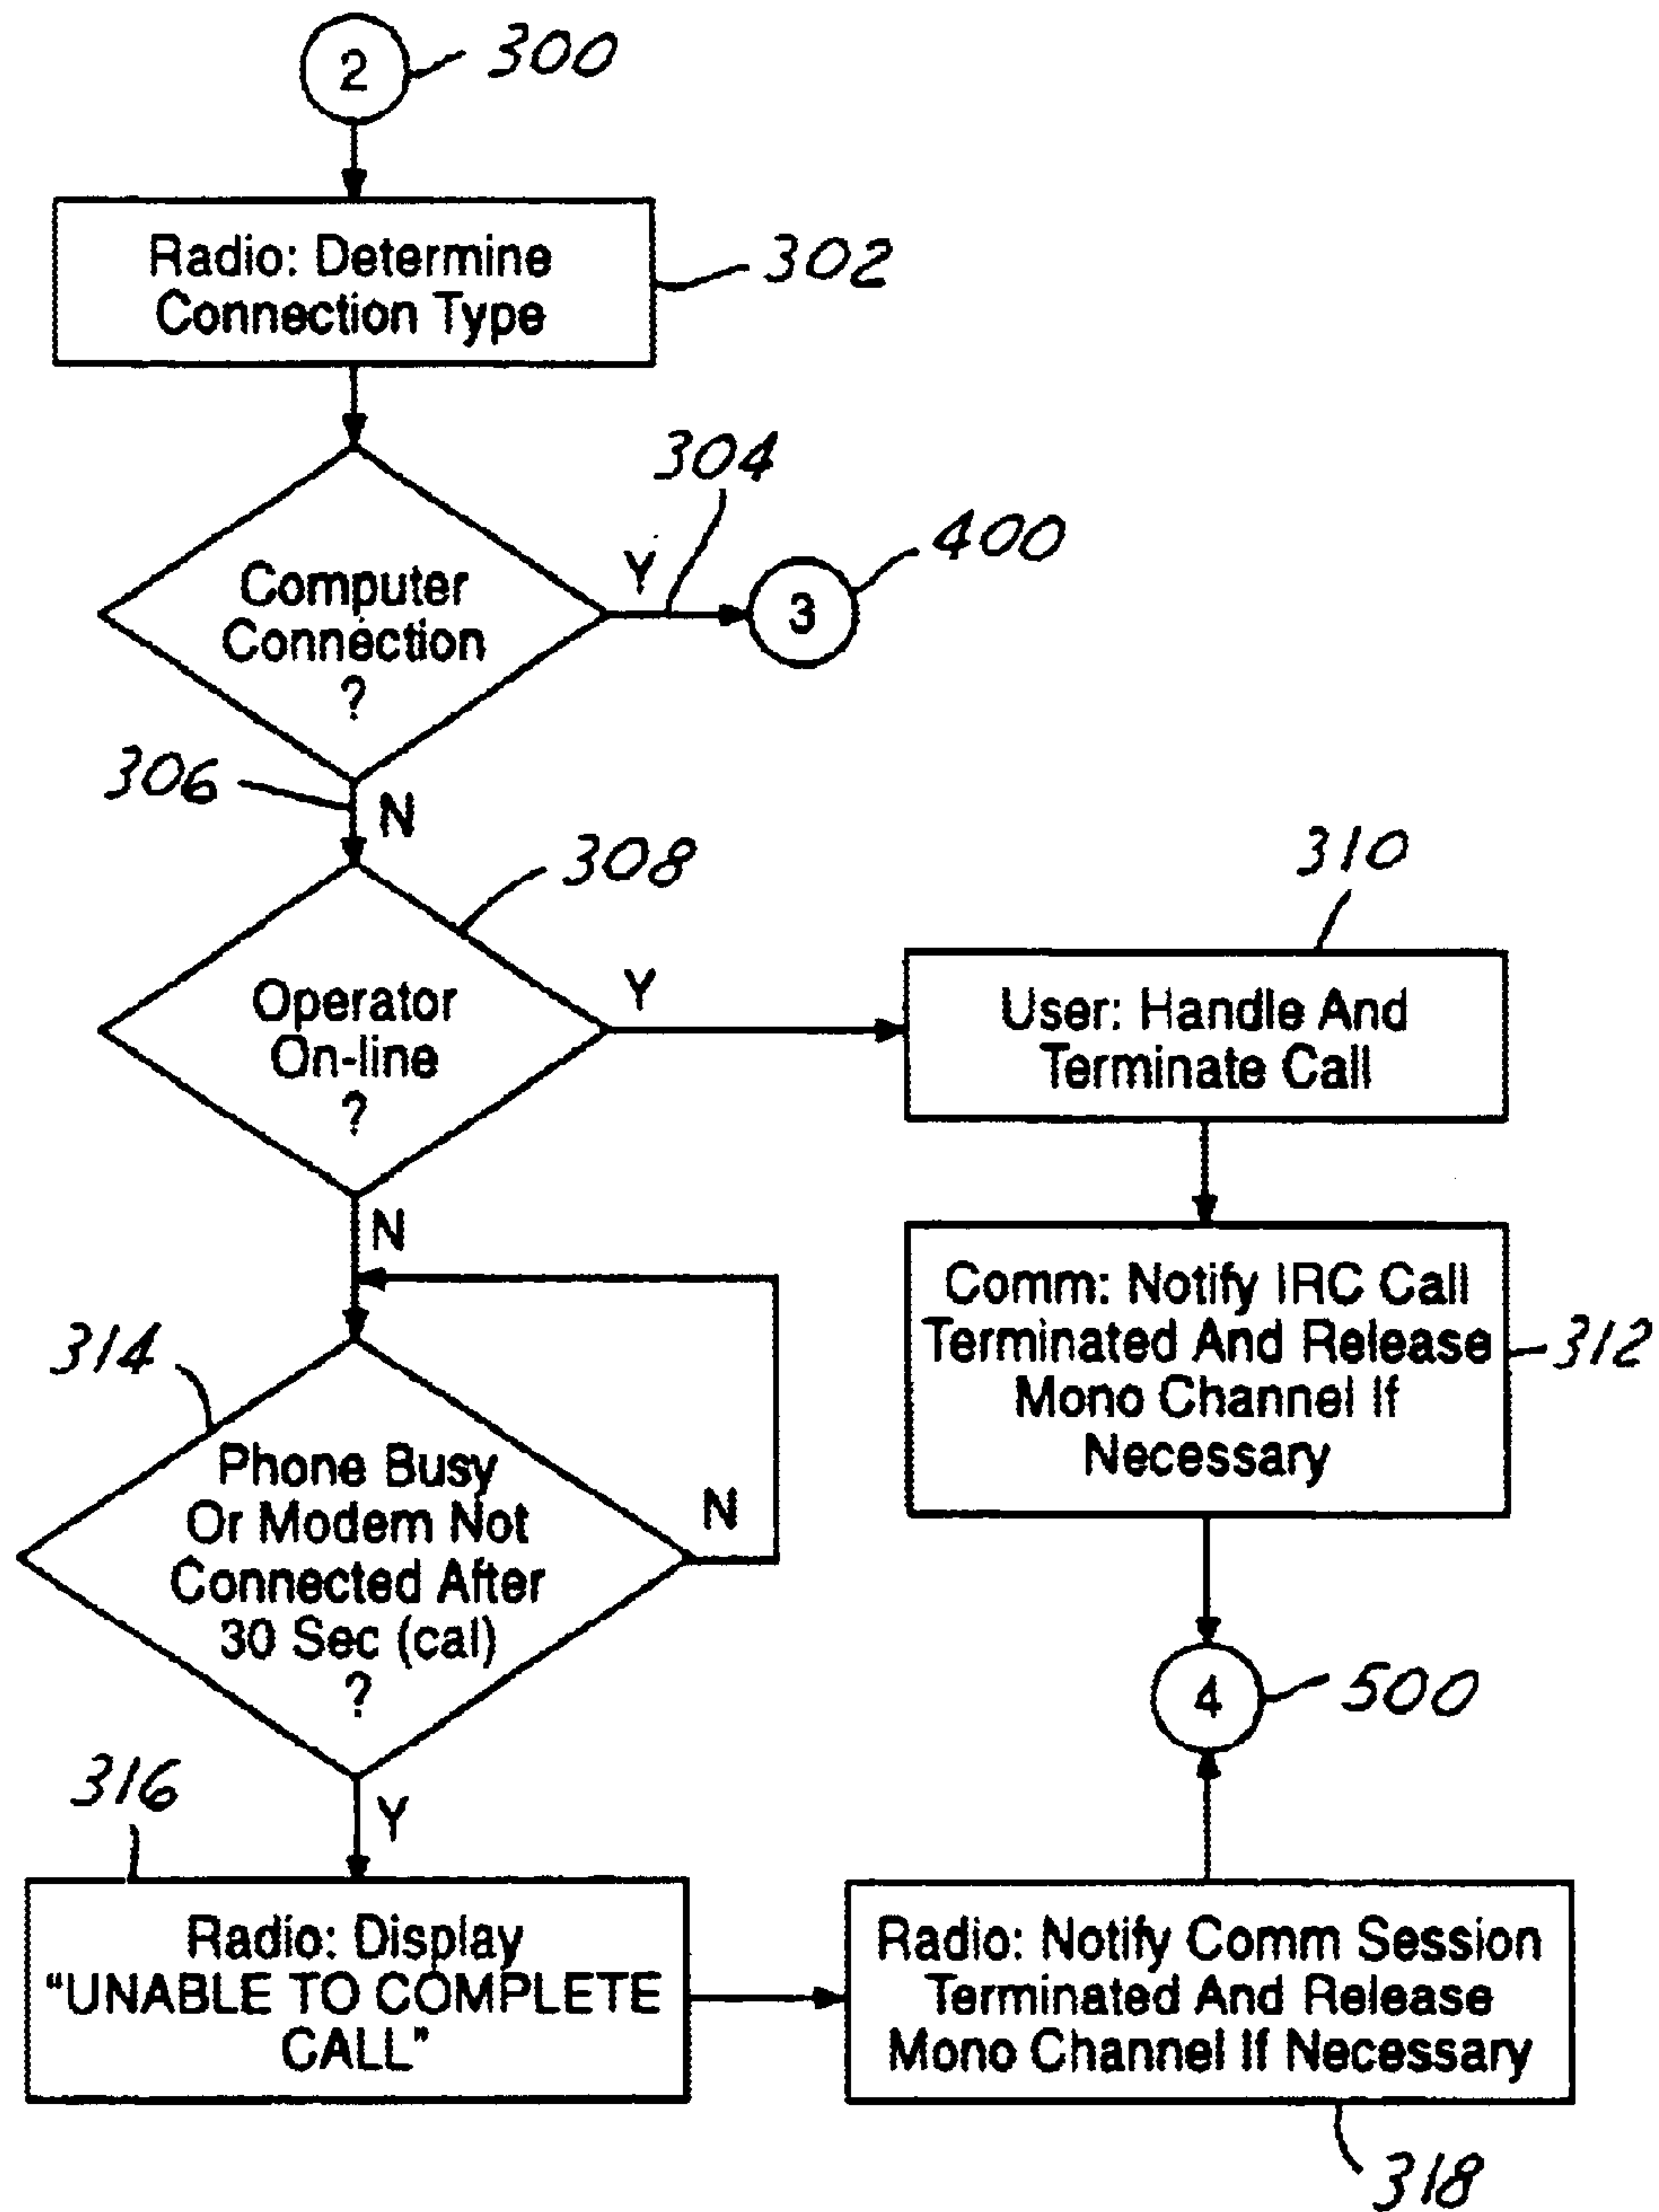 2
300
Radio: Determine
Connection Type
302
304
Computer
Connection
?
Y
3
400
306
N
308
Operator
On-line
?
Y
310
User: Handle And
Terminate Call
N
Comm: Notify IRC Call
Terminated And Release
Mono Channel If
Necessary
312
314
Phone Busy
Or Modem Not
Connected After
30 Sec (cal)
?
N
4
500
316
Y
Radio: Display
"UNABLE TO COMPLETE
CALL"
Radio: Notify Comm Session
Terminated And Release
Mono Channel If Necessary
318